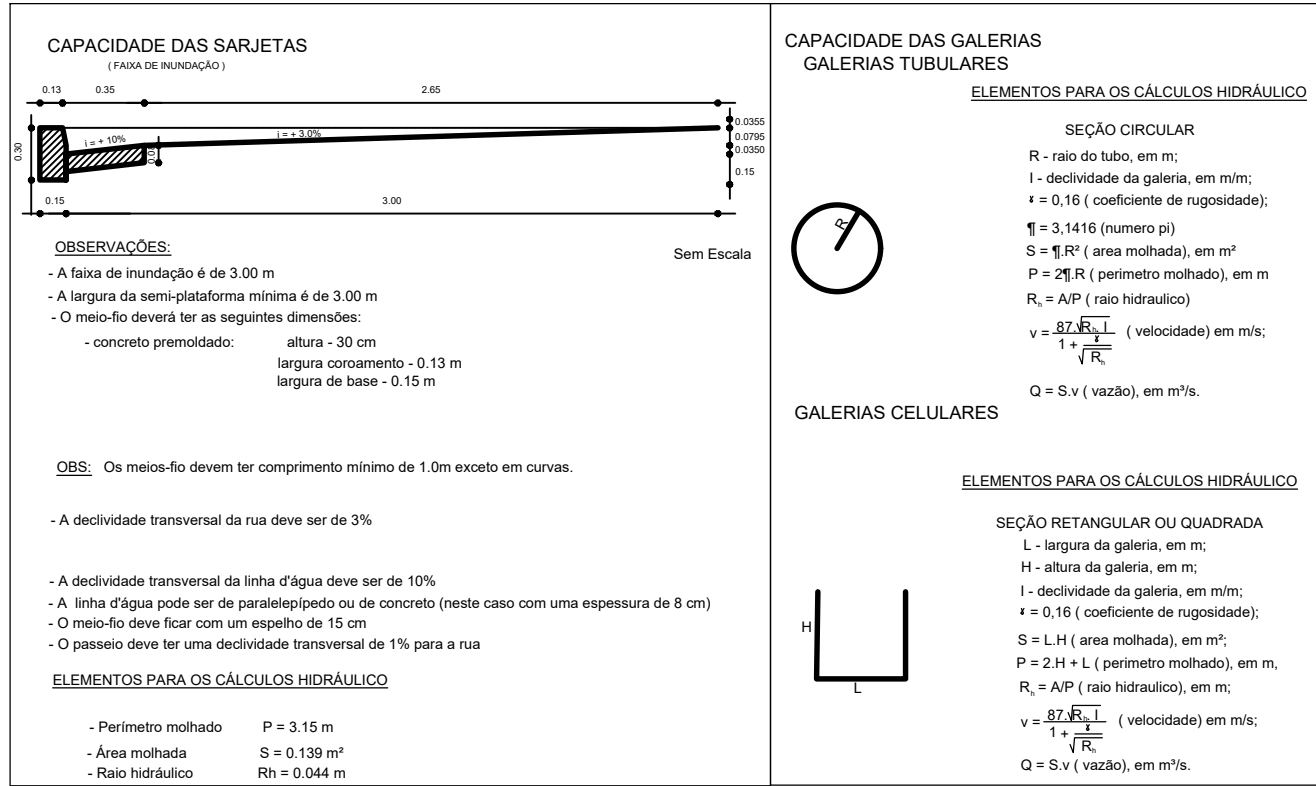 CAPACIDADE DAS SARJETAS
( FAIXA DE INUNDAÇÃO )
0.13 0.35 2.65
i = + 10%
i = + 3.0%
0.30
0.0355
0.0795
0.0350
0.15
0.15 3.00
Sem Escala
OBSERVAÇÕES:
- A faixa de inundação é de 3.00 m
- A largura da semi-plataforma mínima é de 3.00 m
- O meio-fio deverá ter as seguintes dimensões:
- concreto premoldado: altura - 30 cm
largura coroamento - 0.13 m
largura de base - 0.15 m
OBS: Os meios-fio devem ter comprimento mínimo de 1.0m exceto em curvas.
- A declividade transversal da rua deve ser de 3%
- A declividade transversal da linha d'água deve ser de 10%
- A linha d'água pode ser de paralelepípedo ou de concreto (neste caso com uma espessura de 8 cm)
- O meio-fio deve ficar com um espelho de 15 cm
- O passeio deve ter uma declividade transversal de 1% para a rua
ELEMENTOS PARA OS CÁLCULOS HIDRÁULICO
- Perímetro molhado P = 3.15 m
- Área molhada S = 0.139 m²
- Raio hidráulico Rh = 0.044 m
CAPACIDADE DAS GALERIAS
GALERIAS TUBULARES
ELEMENTOS PARA OS CÁLCULOS HIDRÁULICO
SEÇÃO CIRCULAR
R
R - raio do tubo, em m;
I - declividade da galeria, em m/m;
ɤ = 0,16 ( coeficiente de rugosidade);
¶ = 3,1416 (numero pi)
S = ¶.R² ( area molhada), em m²
P = 2¶.R ( perimetro molhado), em m
Rₕ = A/P ( raio hidraulico)
v = 87.√Rₕ. I / 1 + ɤ / √Rₕ ( velocidade) em m/s;
Q = S.v ( vazão), em m³/s.
GALERIAS CELULARES
ELEMENTOS PARA OS CÁLCULOS HIDRÁULICO
SEÇÃO RETANGULAR OU QUADRADA
H
L
L - largura da galeria, em m;
H - altura da galeria, em m;
I - declividade da galeria, em m/m;
ɤ = 0,16 ( coeficiente de rugosidade);
S = L.H ( area molhada), em m²;
P = 2.H + L ( perimetro molhado), em m,
Rₕ = A/P ( raio hidraulico), em m;
v = 87.√Rₕ. I / 1 + ɤ / √Rₕ ( velocidade) em m/s;
Q = S.v ( vazão), em m³/s.